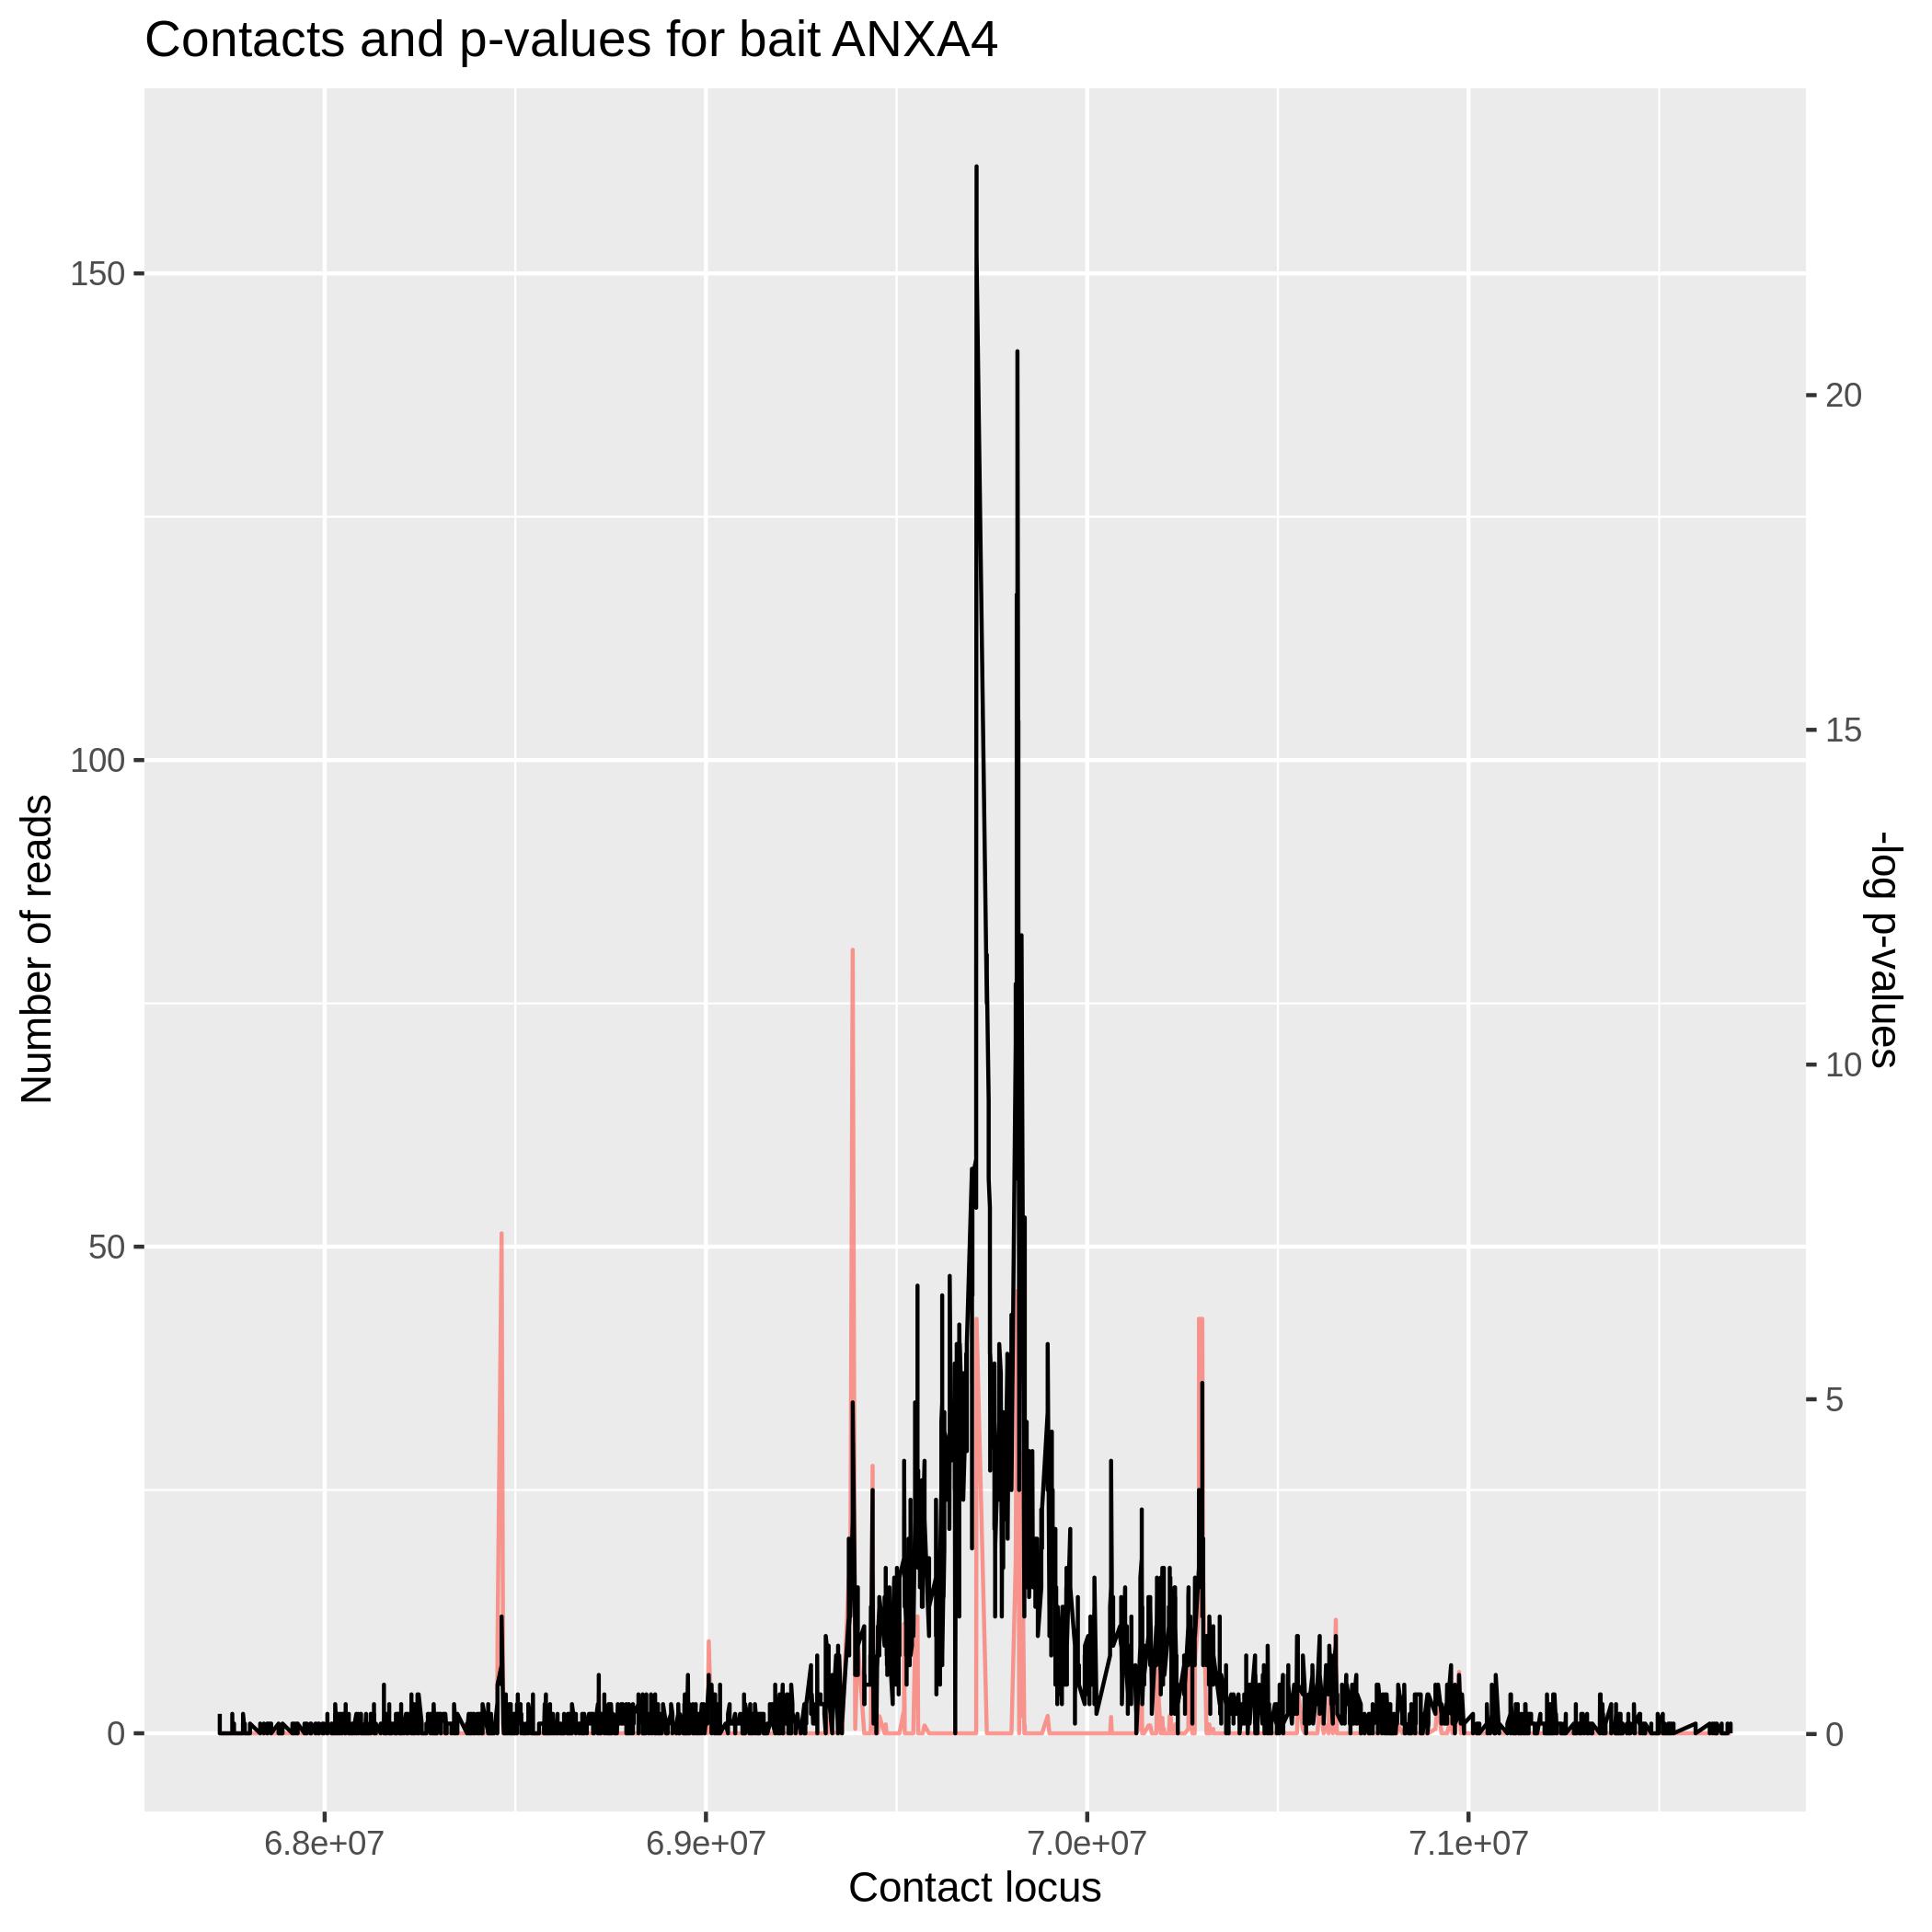 Contacts and p-values for bait ANXA4
150
100
50
0
Number of reads
20
15
10
5
0
-log p-values
6.8e+07
6.9e+07
7.0e+07
7.1e+07
Contact locus